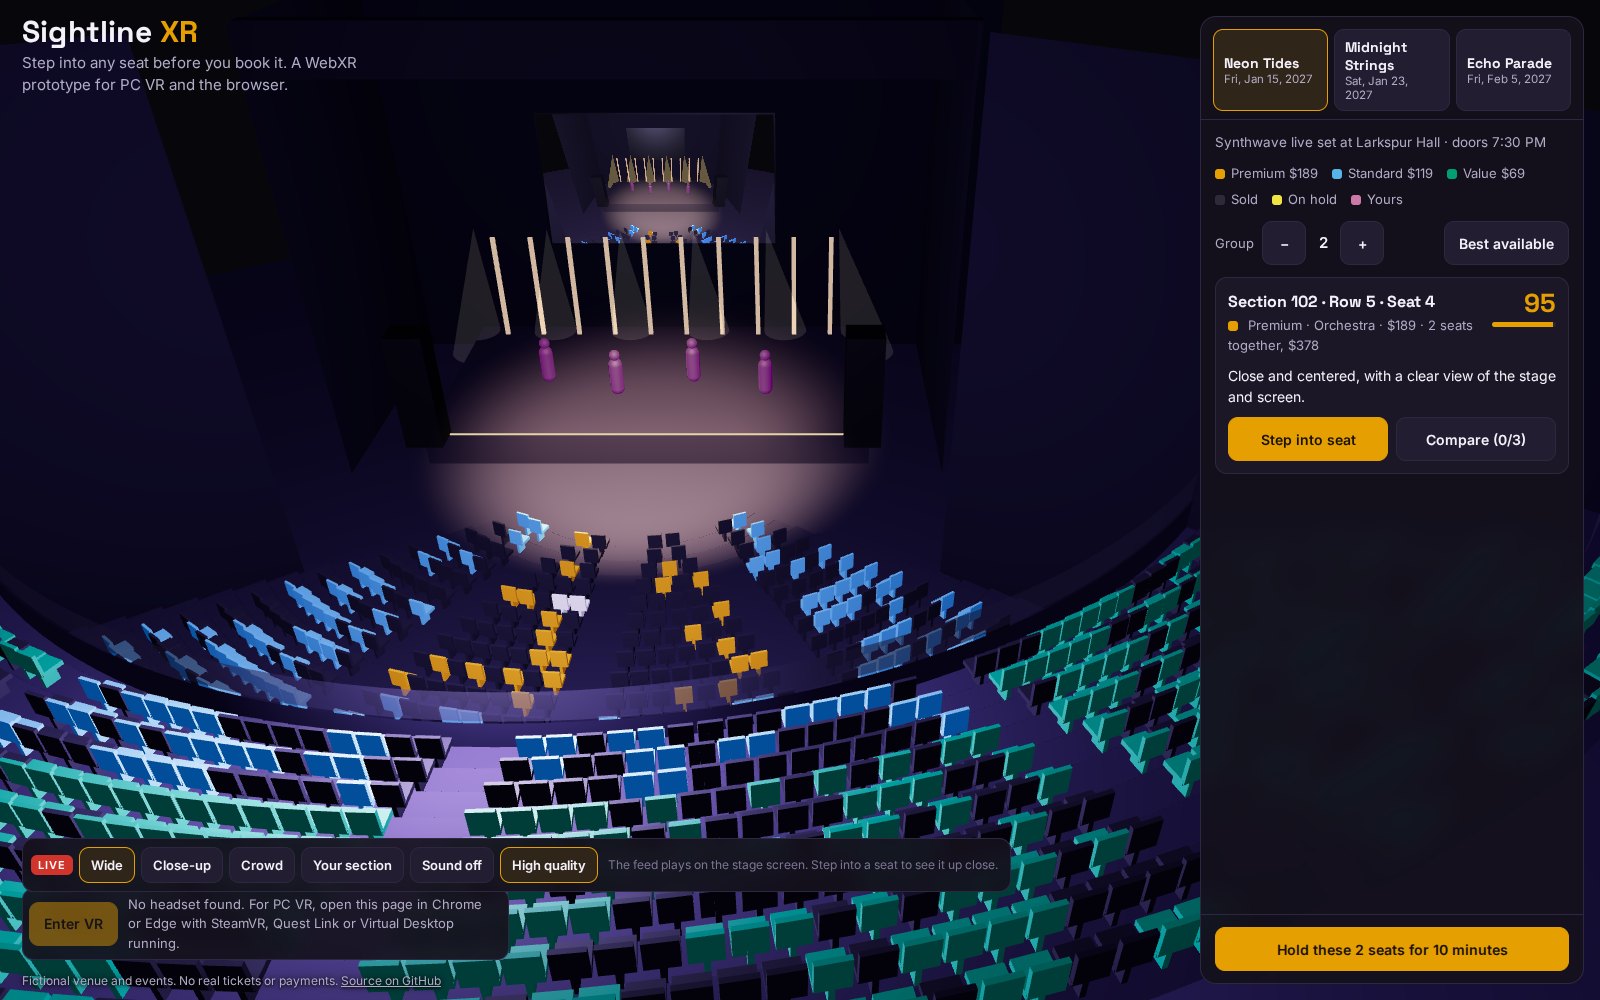 Sightline XR
Step into any seat before you book it. A WebXR
prototype for PC VR and the browser.
Neon Tides
Fri, Jan 15, 2027
Midnight
Strings
Sat, Jan 23,
2027
Echo Parade
Fri, Feb 5, 2027
Synthwave live set at Larkspur Hall · doors 7:30 PM
Premium $189 Standard $119 Value $69
Sold On hold Yours
Group − 2 + Best available
Section 102 · Row 5 · Seat 4 95
Premium · Orchestra · $189 · 2 seats
together, $378
Close and centered, with a clear view of the stage
and screen.
Step into seat Compare (0/3)
LIVE Wide Close-up Crowd Your section Sound off High quality The feed plays on the stage screen. Step into a seat to see it up close.
Enter VR
No headset found. For PC VR, open this page in Chrome
or Edge with SteamVR, Quest Link or Virtual Desktop
running.
Hold these 2 seats for 10 minutes
Fictional venue and events. No real tickets or payments. Source on GitHub